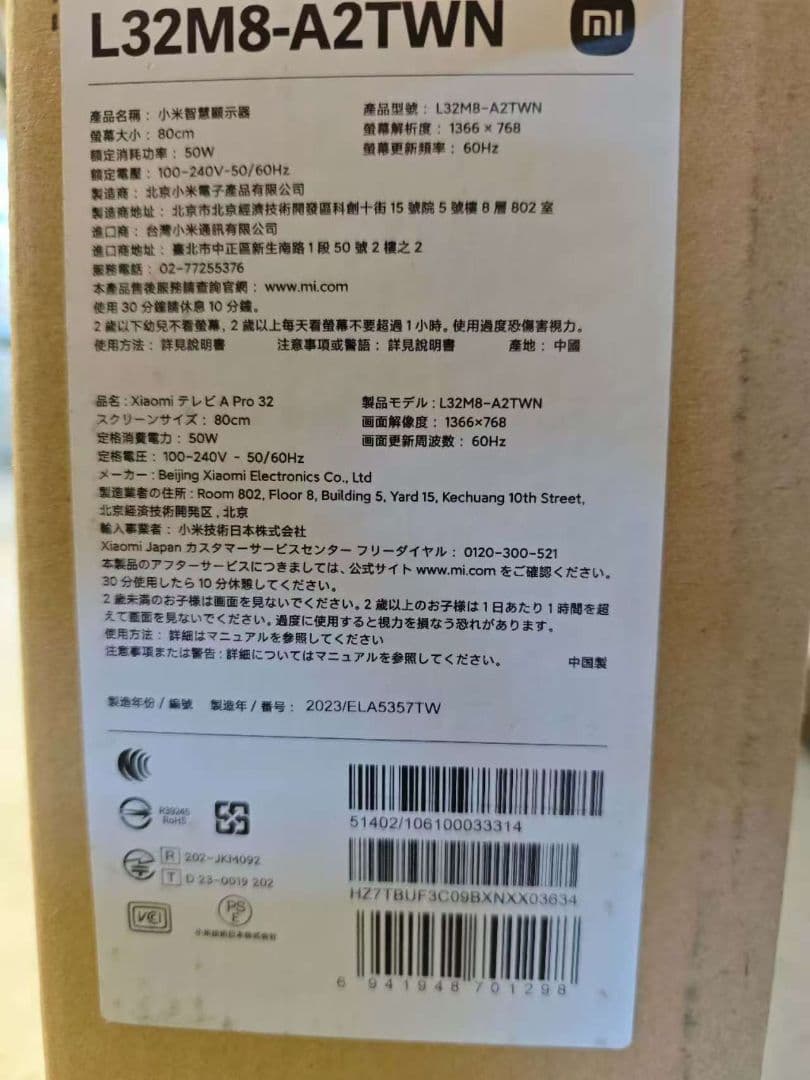 L32M8-A2TWN
mi
產品名稱：小米智慧顯示器 產品型號：L32M8-A2TWN
螢幕大小：80cm 螢幕解析度：1366×768
額定消耗功率：50W 螢幕更新頻率：60Hz
額定電壓：100-240V-50/60Hz
製造商：北京小米電子產品有限公司
製造商地址：北京市北京經濟技術開發區科創十街15號院5號樓8層802室
進口商：台灣小米通訊有限公司
進口商地址：臺北市中正區新生南路1段50號2樓之2
服務電話：02-77255376
本產品售後服務請查詢官網：www.mi.com
使用30分鐘請休息10分鐘。
2歲以下幼兒不看螢幕，2歲以上每天看螢幕不要超過1小時。使用過度恐傷害視力。
使用方法：詳見說明書 注意事項或警語：詳見說明書 產地：中國
品名：Xiaomi テレビ A Pro 32 製品モデル：L32M8-A2TWN
スクリーンサイズ：80cm 画面解像度：1366×768
定格消費電力：50W 画面更新周波数：60Hz
定格電圧：100-240V - 50/60Hz
メーカー：Beijing Xiaomi Electronics Co., Ltd
製造業者の住所：Room 802, Floor 8, Building 5, Yard 15, Kechuang 10th Street,
北京経済技術開発区，北京
輸入事業者：小米技術日本株式会社
Xiaomi Japan カスタマーサービスセンター フリーダイヤル：0120-300-521
本製品のアフターサービスにつきましては、公式サイト www.mi.com をご確認ください。
30分使用したら10分休憩してください。
2歳未満のお子様は画面を見ないでください。2歳以上のお子様は1日あたり1時間を超
えて画面を見ないでください。過度に使用すると視力を損なう恐れがあります。
使用方法：詳細はマニュアルを参照してください
注意事項または警告：詳細についてはマニュアルを参照してください。 中国製
製造年份 / 編號 製造年 / 番号：2023/ELA5357TW
R39245
RoHS
51402/106100033314
R 202-JKM092
T D 23-0019 202
HZ7TBUF3C09BXNXX03634
VCI
PS
E
小米技術日本株式会社
6 941948 701298